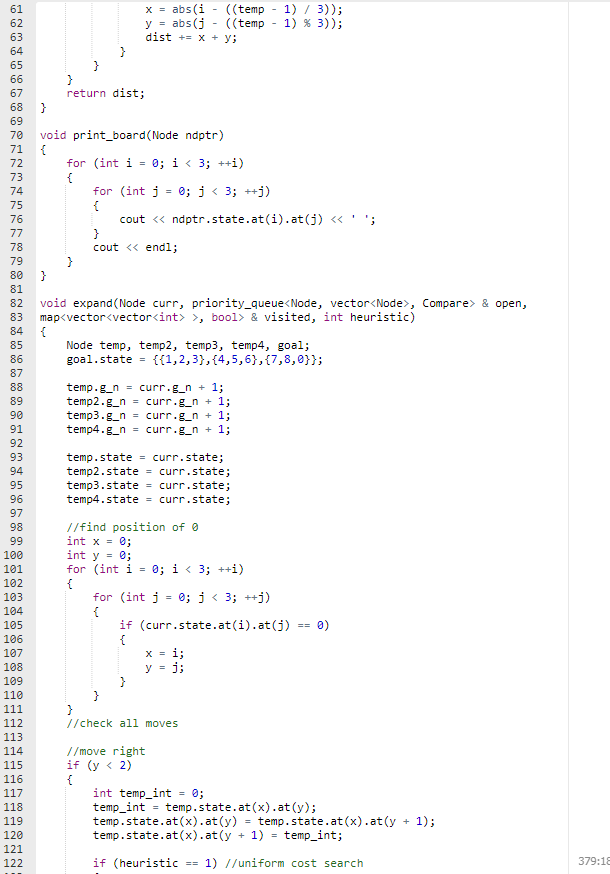 61 x = abs(i - ((temp - 1) / 3));
62 y = abs(j - ((temp - 1) % 3));
63 dist += x + y;
64 }
65 }
66 }
67 return dist;
68 }
69
70 void print_board(Node ndptr)
71 {
72 for (int i = 0; i < 3; ++i)
73 {
74 for (int j = 0; j < 3; ++j)
75 {
76 cout << ndptr.state.at(i).at(j) << ' ';
77 }
78 cout << endl;
79 }
80 }
81
82 void expand(Node curr, priority_queue<Node, vector<Node>, Compare> & open,
83 map<vector<vector<int> >, bool> & visited, int heuristic)
84 {
85 Node temp, temp2, temp3, temp4, goal;
86 goal.state = {{1,2,3},{4,5,6},{7,8,0}};
87
88 temp.g_n = curr.g_n + 1;
89 temp2.g_n = curr.g_n + 1;
90 temp3.g_n = curr.g_n + 1;
91 temp4.g_n = curr.g_n + 1;
92
93 temp.state = curr.state;
94 temp2.state = curr.state;
95 temp3.state = curr.state;
96 temp4.state = curr.state;
97
98 //find position of 0
99 int x = 0;
100 int y = 0;
101 for (int i = 0; i < 3; ++i)
102 {
103 for (int j = 0; j < 3; ++j)
104 {
105 if (curr.state.at(i).at(j) == 0)
106 {
107 x = i;
108 y = j;
109 }
110 }
111 }
112 //check all moves
113
114 //move right
115 if (y < 2)
116 {
117 int temp_int = 0;
118 temp_int = temp.state.at(x).at(y);
119 temp.state.at(x).at(y) = temp.state.at(x).at(y + 1);
120 temp.state.at(x).at(y + 1) = temp_int;
121
122 if (heuristic == 1) //uniform cost search
379:18